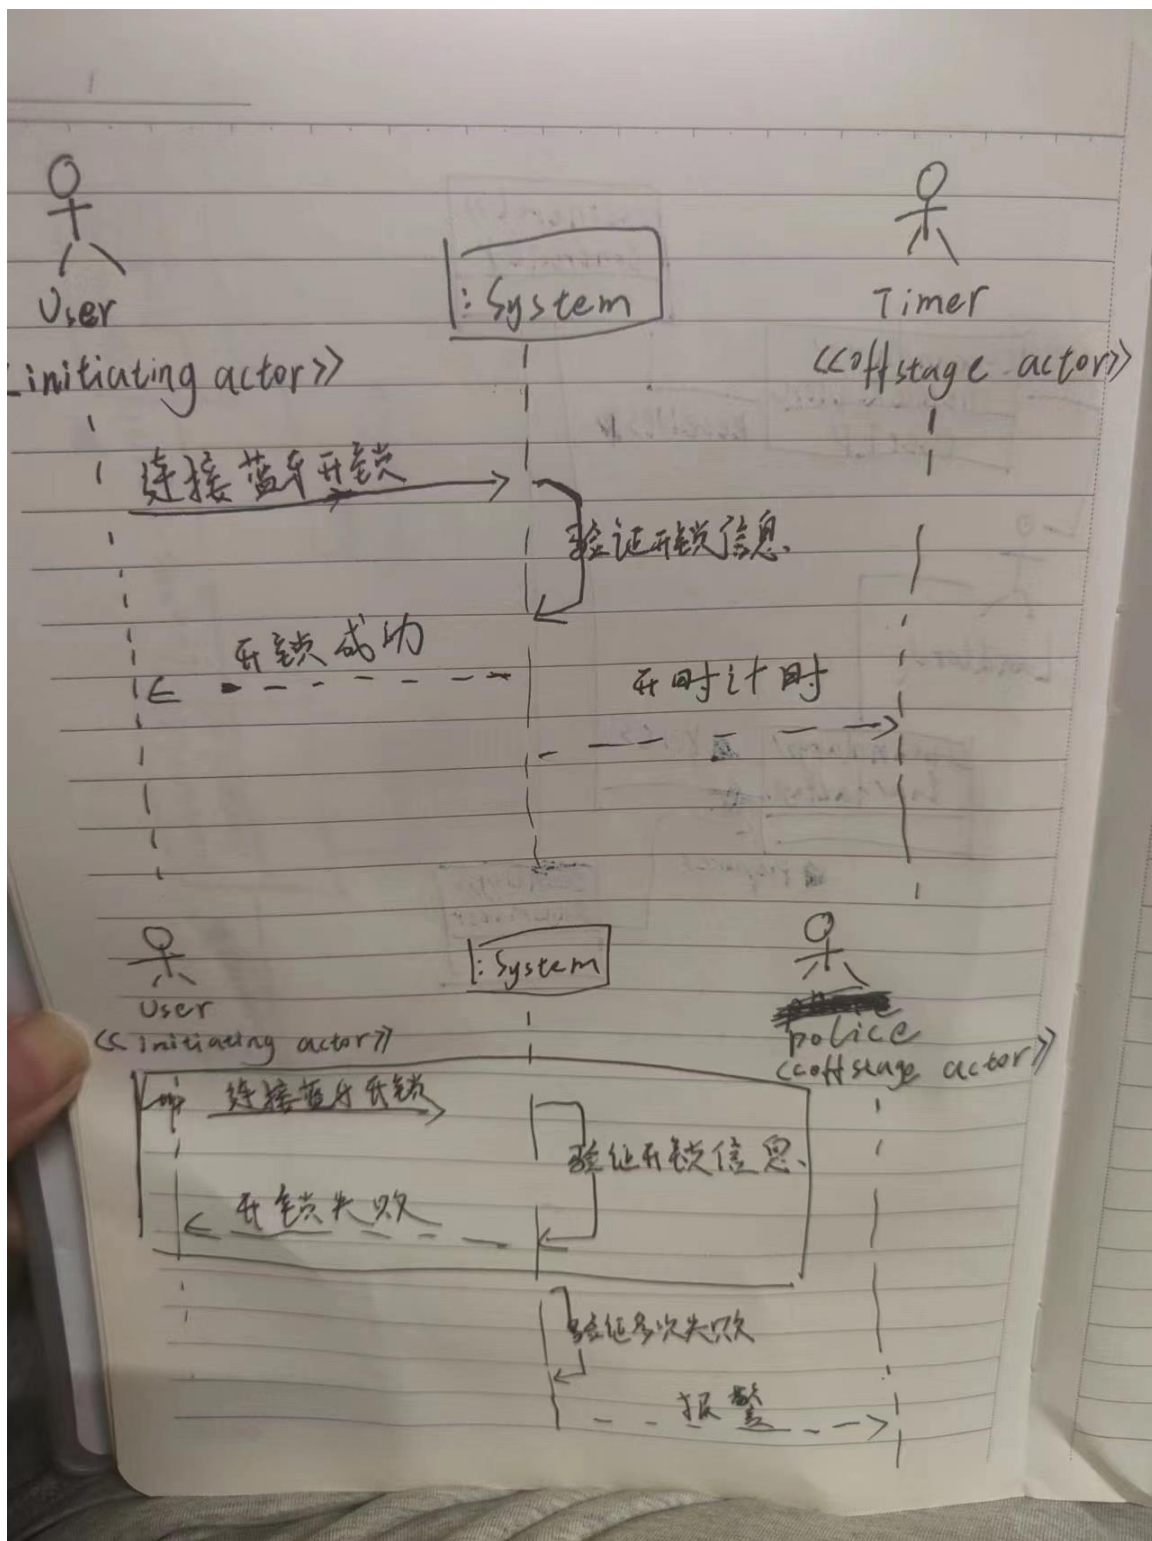 User
:System
Timer
initiating actor>>
<<offstage actor>>
连接蓝牙开锁
验证开锁信息.
开锁成功
开时计时
User
:System
police
<<initiating actor>>
<<offstage actor>>
连接蓝牙开锁
验证开锁信息.
开锁失败
验证多次失败
报警